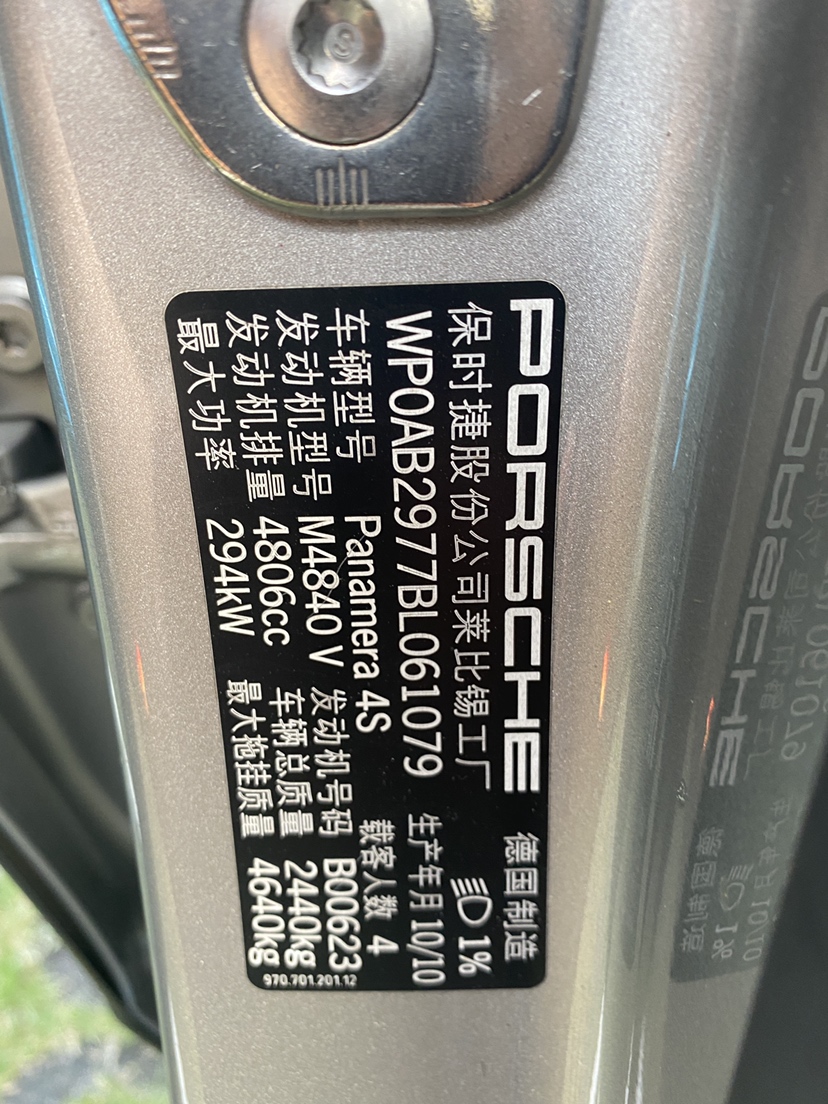 PORSCHE 德国制造
保时捷股份公司莱比锡工厂 1%
WP0AB2977BL061079 生产年月 10/10
车辆型号 Panamera 4S 载客人数 4
发动机型号 M4840 V 发动机号码 B00623
发动机排量 4806cc 车辆总质量 2440kg
最大功率 294kW 最大拖挂质量 4640kg
970.701.201.12